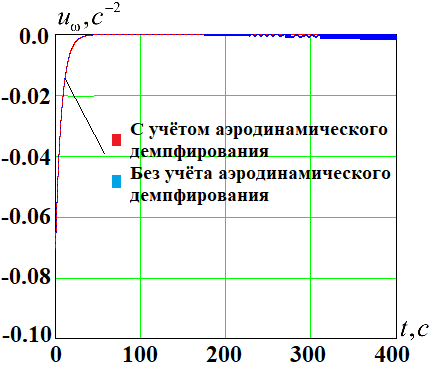 u_ω, c⁻²
0.0
-0.02
-0.04
-0.06
-0.08
-0.10
С учётом аэродинамического
демпфирования
Без учёта аэродинамического
демпфирования
t, c
0 100 200 300 400